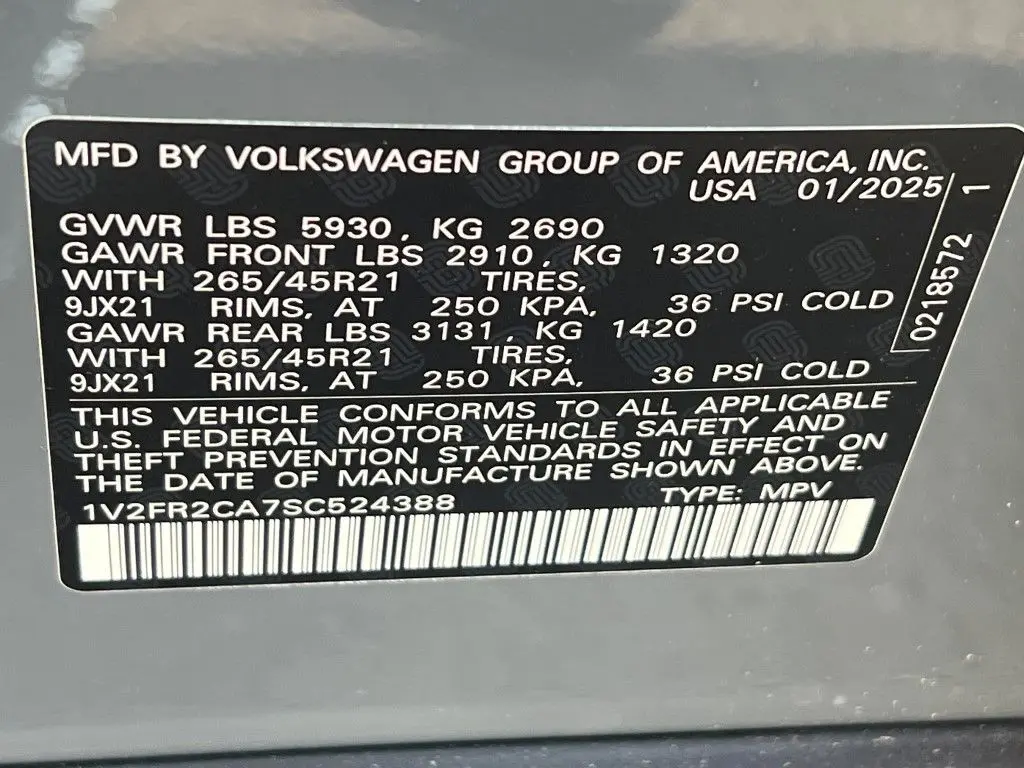 MFD BY VOLKSWAGEN GROUP OF AMERICA, INC.
USA 01/2025
GVWR LBS 5930, KG 2690
GAWR FRONT LBS 2910, KG 1320
WITH 265/45R21 TIRES,
9JX21 RIMS, AT 250 KPA, 36 PSI COLD
GAWR REAR LBS 3131, KG 1420
WITH 265/45R21 TIRES,
9JX21 RIMS, AT 250 KPA, 36 PSI COLD
THIS VEHICLE CONFORMS TO ALL APPLICABLE
U.S. FEDERAL MOTOR VEHICLE SAFETY AND
THEFT PREVENTION STANDARDS IN EFFECT ON
THE DATE OF MANUFACTURE SHOWN ABOVE.
1V2FR2CA7SC524388 TYPE: MPV
0218572 1